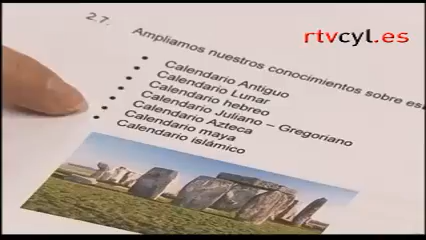 rtvcyl.es
2.7. Ampliamos nuestros conocimientos sobre
• Calendario Antiguo
• Calendario Lunar
• Calendario hebreo
• Calendario Juliano – Gregoriano
• Calendario Azteca
• Calendario maya
• Calendario islámico